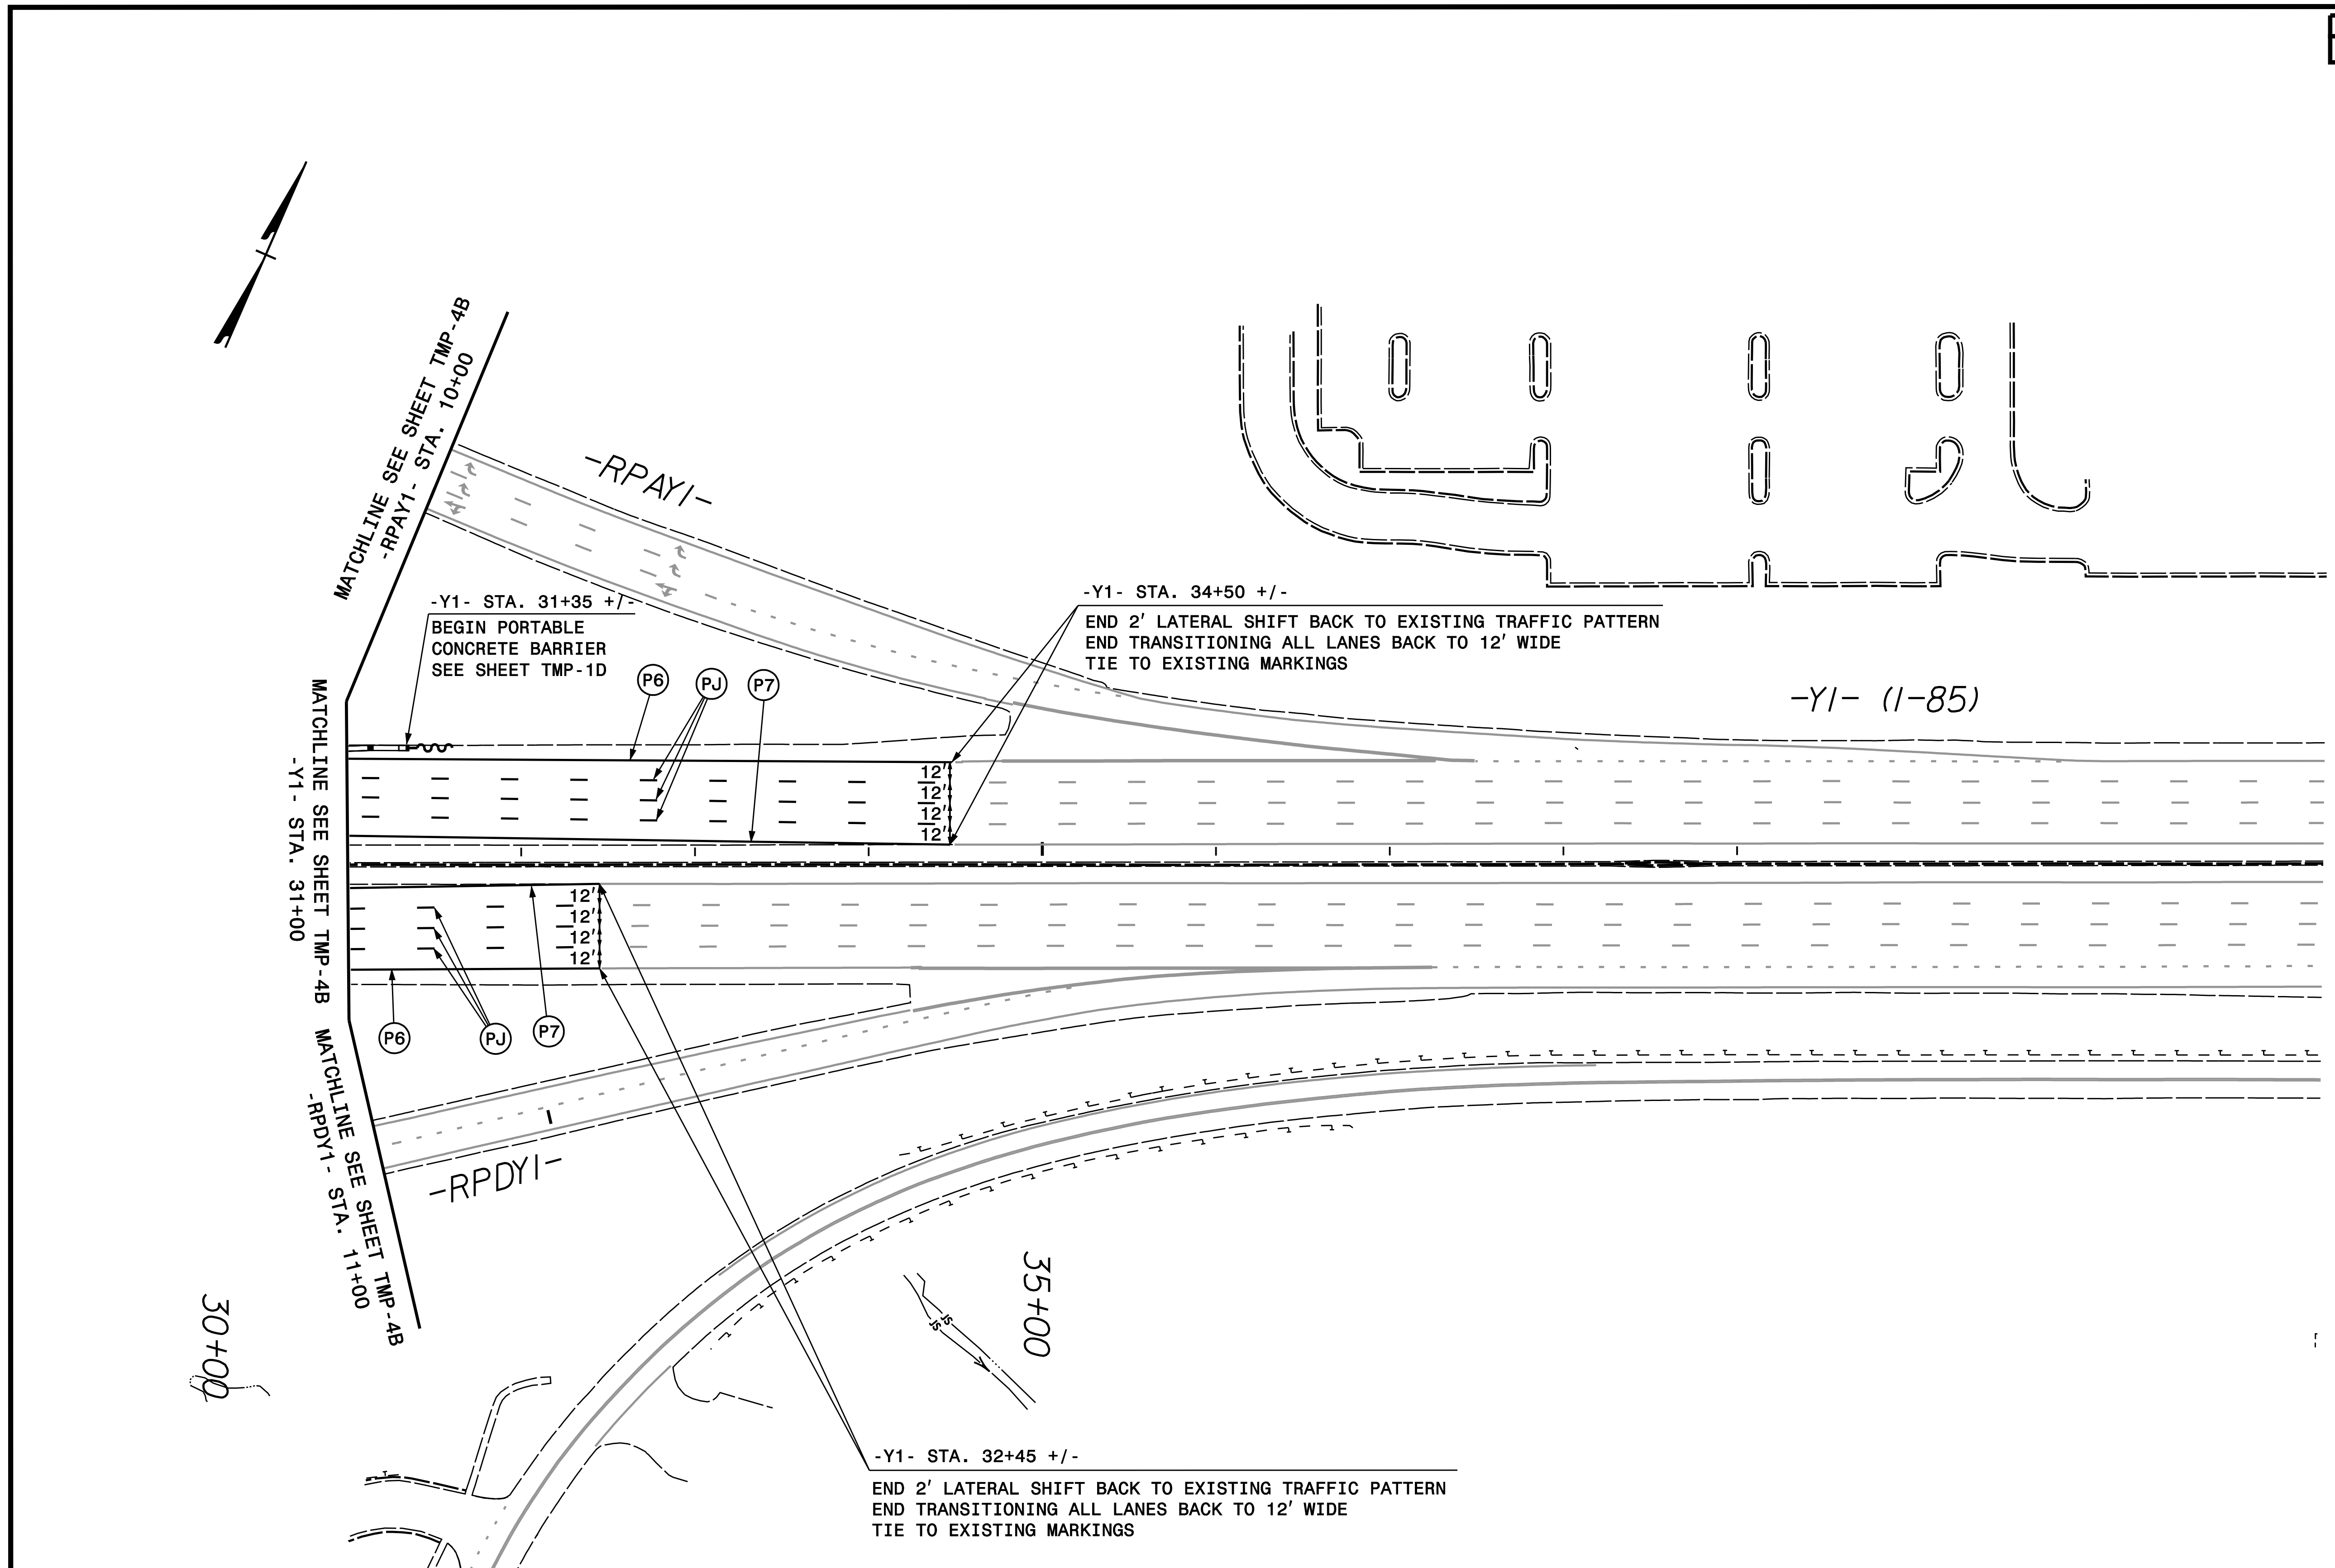 MATCHLINE SEE SHEET TMP-4B
-RPAY1- STA. 10+00
-RPAY1-
-Y1- STA. 31+35 +/-
BEGIN PORTABLE
CONCRETE BARRIER
SEE SHEET TMP-1D
P6
PJ
P7
-Y1- STA. 34+50 +/-
END 2' LATERAL SHIFT BACK TO EXISTING TRAFFIC PATTERN
END TRANSITIONING ALL LANES BACK TO 12' WIDE
TIE TO EXISTING MARKINGS
-Y1- (I-85)
MATCHLINE SEE SHEET TMP-4B
-Y1- STA. 31+00
12'
12'
12'
12'
12'
12'
12'
12'
P6
PJ
P7
MATCHLINE SEE SHEET TMP-4B
-RPDY1- STA. 11+00
-RPDY1-
30+00
35+00
JS
JS
-Y1- STA. 32+45 +/-
END 2' LATERAL SHIFT BACK TO EXISTING TRAFFIC PATTERN
END TRANSITIONING ALL LANES BACK TO 12' WIDE
TIE TO EXISTING MARKINGS